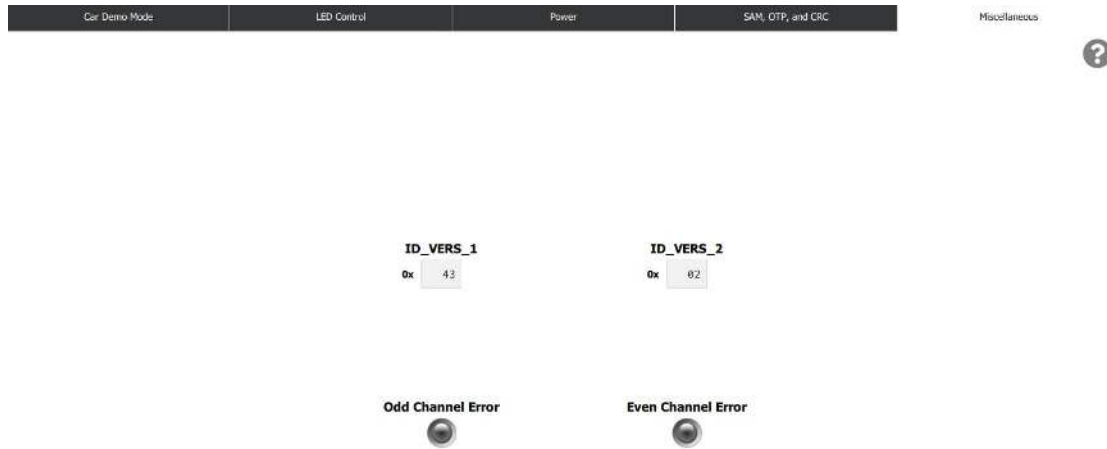 Car Demo Mode LED Control Power SAM, OTP, and CRC Miscellaneous
?
ID_VERS_1 ID_VERS_2
0x 43 0x 02
Odd Channel Error Even Channel Error